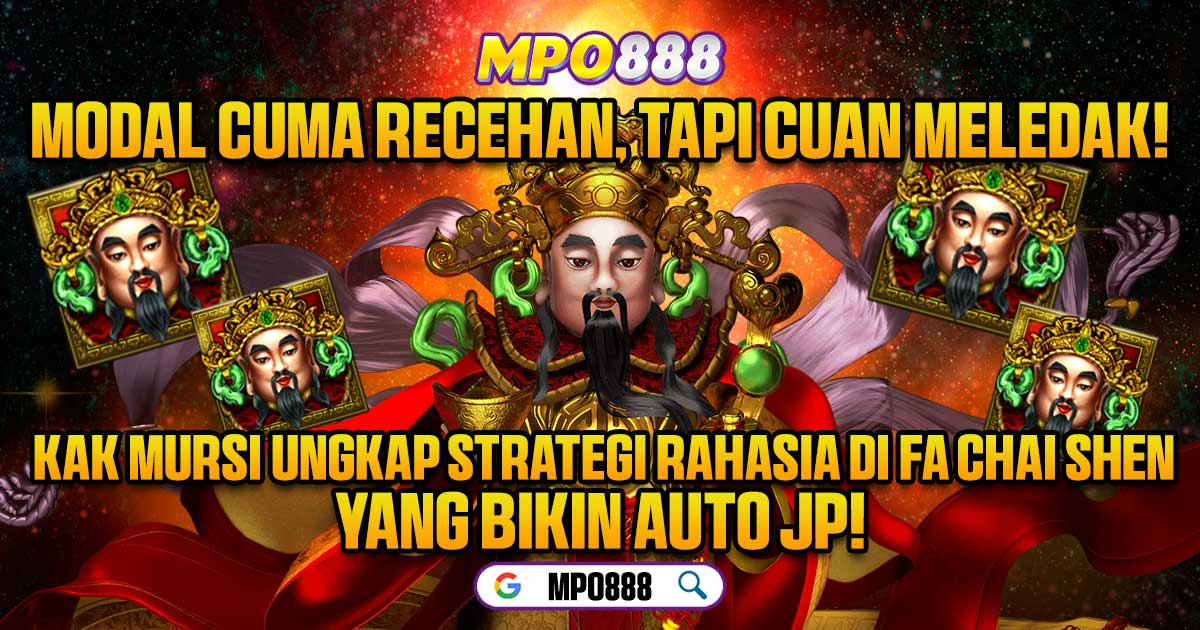 MPO888
MODAL CUMA RECEHAN, TAPI CUAN MELEDAK!
KAK MURSI UNGKAP STRATEGI RAHASIA DI FA CHAI SHEN
YANG BIKIN AUTO JP!
G MPO888